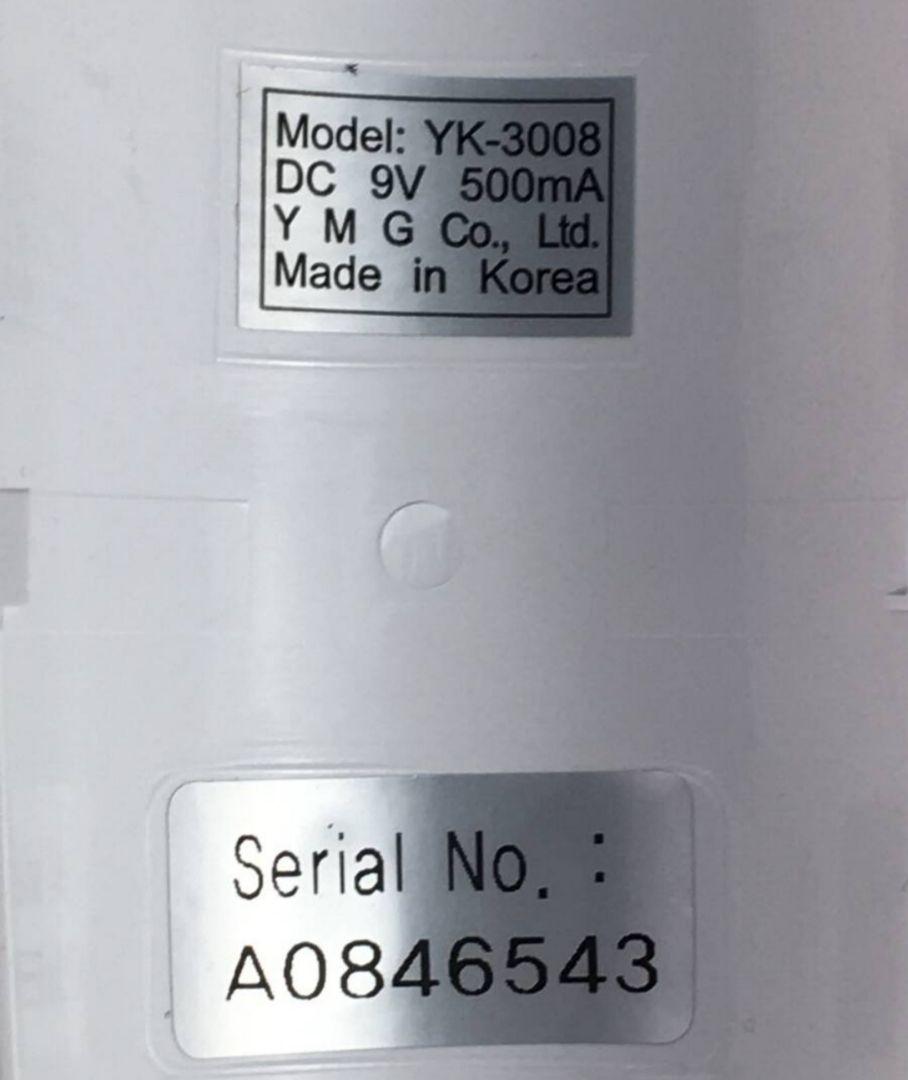 Model: YK-3008
DC 9V 500mA
Y M G Co., Ltd.
Made in Korea
Serial No. :
A0846543